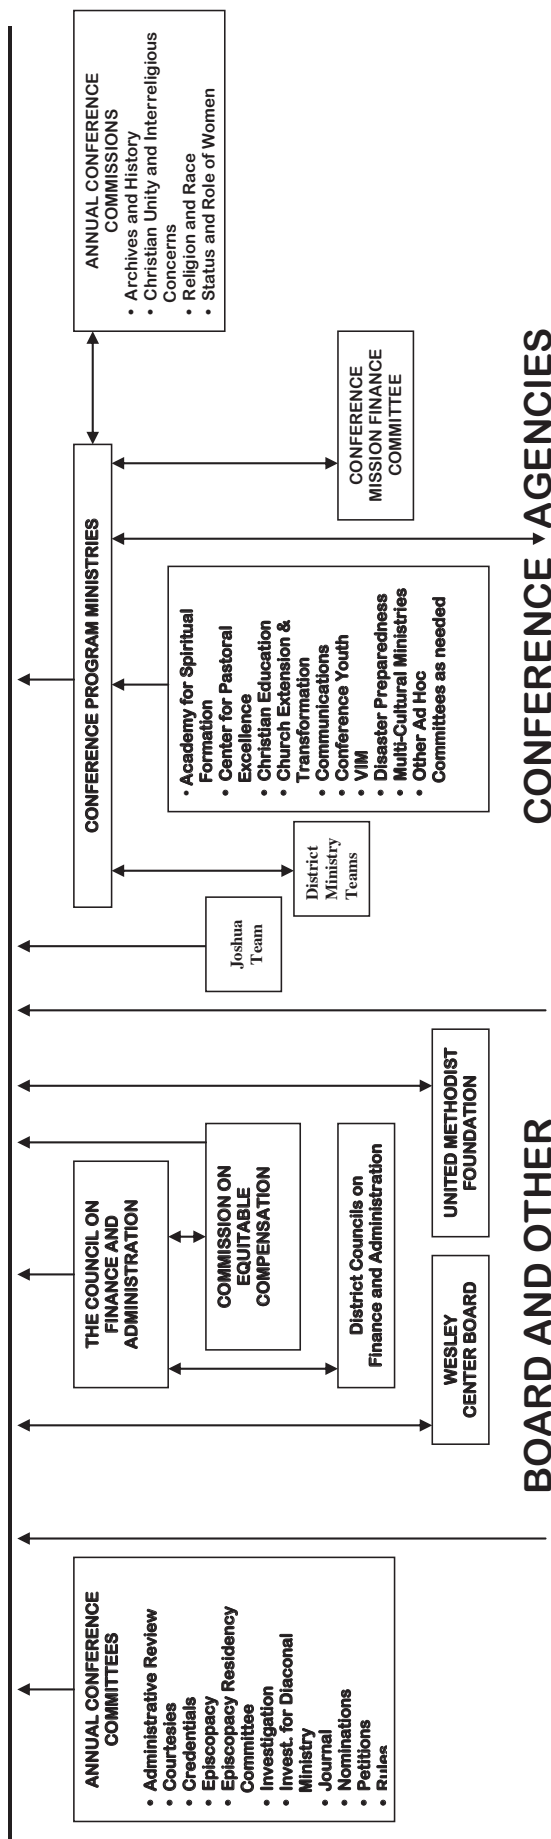 ANNUAL CONFERENCE
COMMITTEES
• Administrative Review
• Courtesies
• Credentials
• Episcopacy
• Episcopacy Residency
Committee
• Investigation
• Invest. for Diaconal
Ministry
• Journal
• Nominations
• Petitions
• Rules
THE COUNCIL ON
FINANCE AND
ADMINISTRATION
COMMISSION ON
EQUITABLE
COMPENSATION
District Councils on
Finance and Administration
WESLEY
CENTER BOARD
UNITED METHODIST
FOUNDATION
BOARD AND OTHER
Joshua
Team
District
Ministry
Teams
CONFERENCE PROGRAM MINISTRIES
• Academy for Spiritual
Formation
• Center for Pastoral
Excellence
• Christian Education
• Church Extension &
Transformation
• Communications
• Conference Youth
• VIM
• Disaster Preparedness
• Multi-Cultural Ministries
• Other Ad Hoc
Committees as needed
CONFERENCE
MISSION FINANCE
COMMITTEE
ANNUAL CONFERENCE
COMMISSIONS
• Archives and History
• Christian Unity and Interreligious
Concerns
• Religion and Race
• Status and Role of Women
CONFERENCE AGENCIES